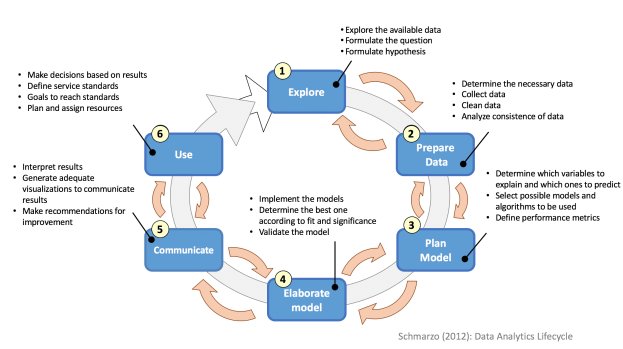 • Explore the available data
• Formulate the question
• Formulate hypothesis
1
Explore
• Determine the necessary data
• Collect data
• Clean data
• Analyze consistence of data
2
Prepare
Data
• Determine which variables to
explain and which ones to predict
• Select possible models and
algorithms to be used
• Define performance metrics
3
Plan
Model
• Implement the models
• Determine the best one
according to fit and significance
• Validate the model
4
Elaborate
model
• Interpret results
• Generate adequate
visualizations to communicate
results
• Make recommendations for
improvement
5
Communicate
• Make decisions based on results
• Define service standards
• Goals to reach standards
• Plan and assign resources
6
Use
Schmarzo (2012): Data Analytics Lifecycle